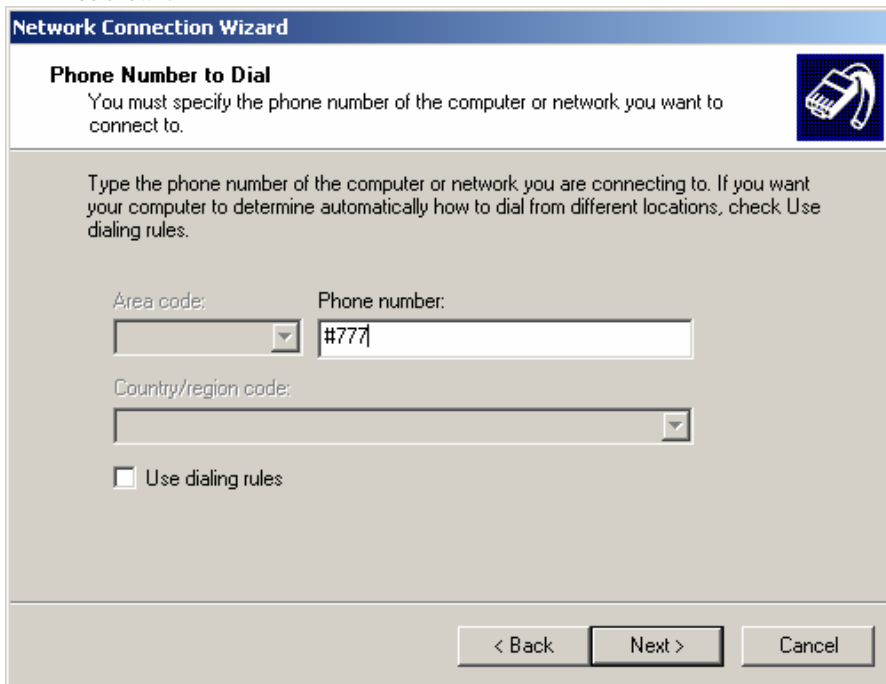 Network Connection Wizard
Phone Number to Dial
You must specify the phone number of the computer or network you want to
connect to.
Type the phone number of the computer or network you are connecting to. If you want
your computer to determine automatically how to dial from different locations, check Use
dialing rules.
Area code:
Phone number:
#777
Country/region code:
Use dialing rules
< Back
Next >
Cancel